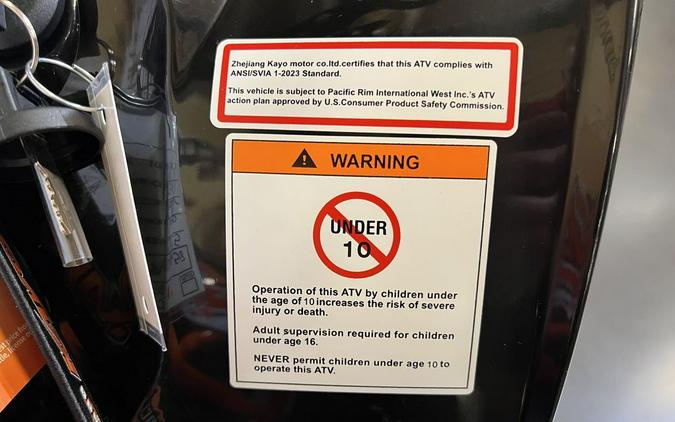 Zhejiang Kayo motor co.ltd.certifies that this ATV complies with
ANSI/SVIA 1-2023 Standard.
This vehicle is subject to Pacific Rim International West Inc.'s ATV
action plan approved by U.S.Consumer Product Safety Commission.
WARNING
UNDER
10
Operation of this ATV by children under
the age of 10 increases the risk of severe
injury or death.
Adult supervision required for children
under age 16.
NEVER permit children under age 10 to
operate this ATV.